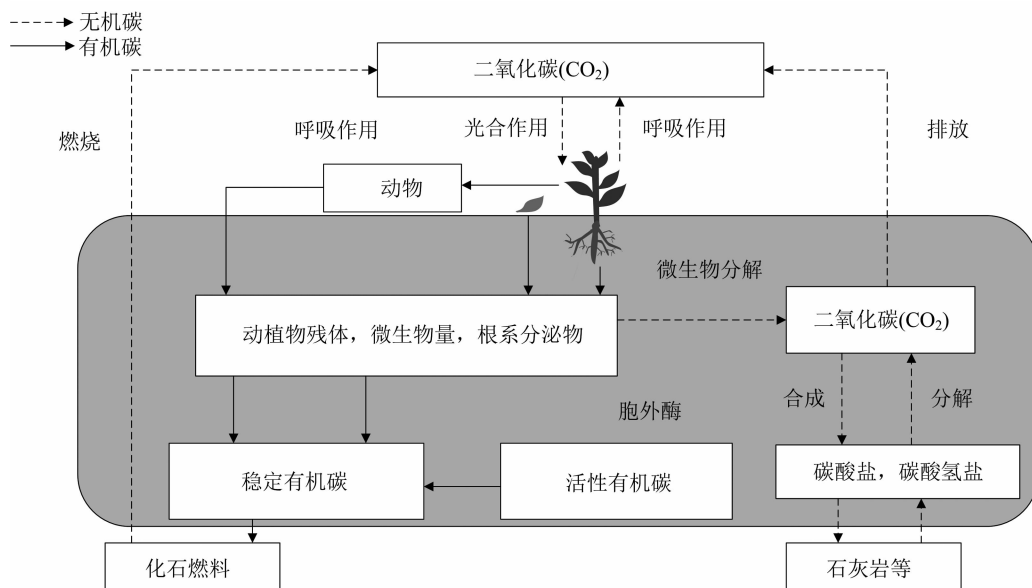 无机碳
有机碳
二氧化碳(CO₂)
燃烧
呼吸作用
光合作用
呼吸作用
排放
动物
微生物分解
动植物残体，微生物量，根系分泌物
二氧化碳(CO₂)
胞外酶
合成
分解
稳定有机碳
活性有机碳
碳酸盐，碳酸氢盐
化石燃料
石灰岩等